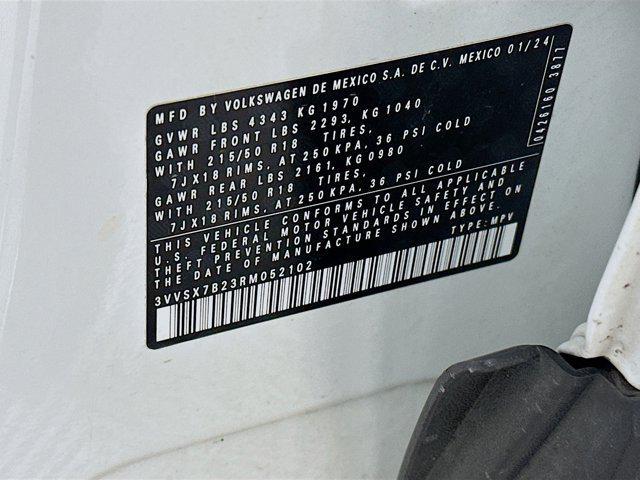 MFD BY VOLKSWAGEN DE MEXICO S.A. DE C.V. MEXICO 01/24
GVWR LBS 4343 KG 1970
GAWR FRONT LBS 2293, KG 1040
WITH 215/50 R18 TIRES,
7JX18 RIMS, AT 250 KPA, 36 PSI COLD
GAWR REAR LBS 2161, KG 0980
WITH 215/50 R18 TIRES,
7JX18 RIMS, AT 250 KPA, 36 PSI COLD
THIS VEHICLE CONFORMS TO ALL APPLICABLE
U.S. FEDERAL MOTOR VEHICLE SAFETY AND
THEFT PREVENTION STANDARDS IN EFFECT ON
THE DATE OF MANUFACTURE SHOWN ABOVE.
3VVSX7B23RM052102 TYPE: MPV
0426160 3877